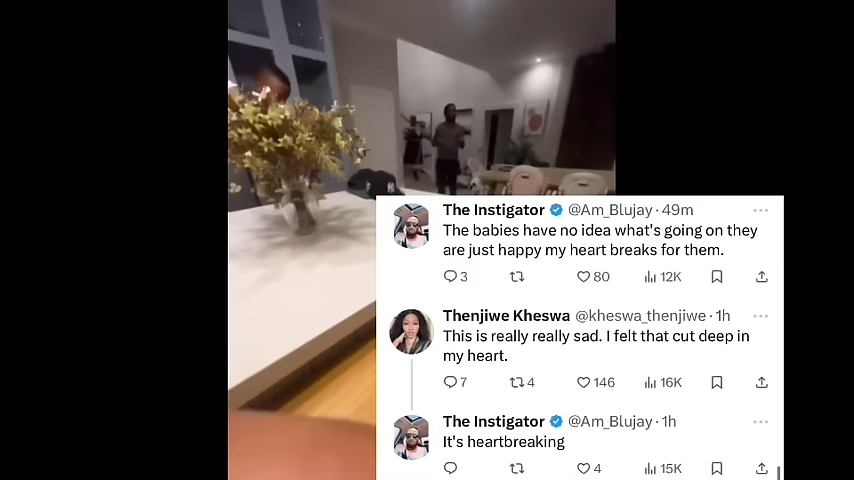 The Instigator @Am_Blujay · 49m
The babies have no idea what's going on they
are just happy my heart breaks for them.
3 80 12K
Thenjiwe Kheswa @kheswa_thenjiwe · 1h
This is really really sad. I felt that cut deep in
my heart.
7 4 146 16K
The Instigator @Am_Blujay · 1h
It's heartbreaking
4 15K